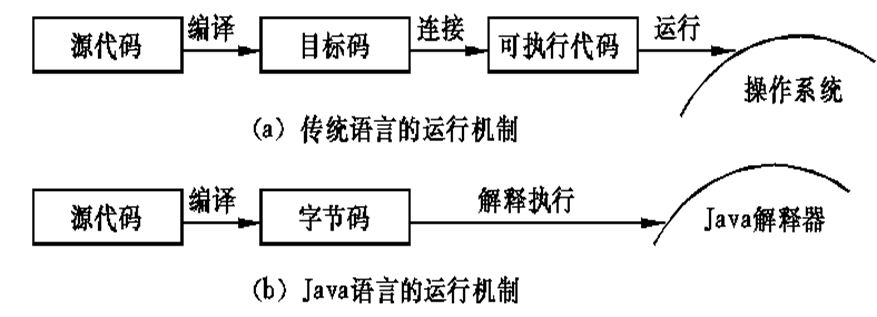 源代码 编译 目标码 连接 可执行代码 运行 操作系统
(a) 传统语言的运行机制
源代码 编译 字节码 解释执行 Java解释器
(b) Java语言的运行机制